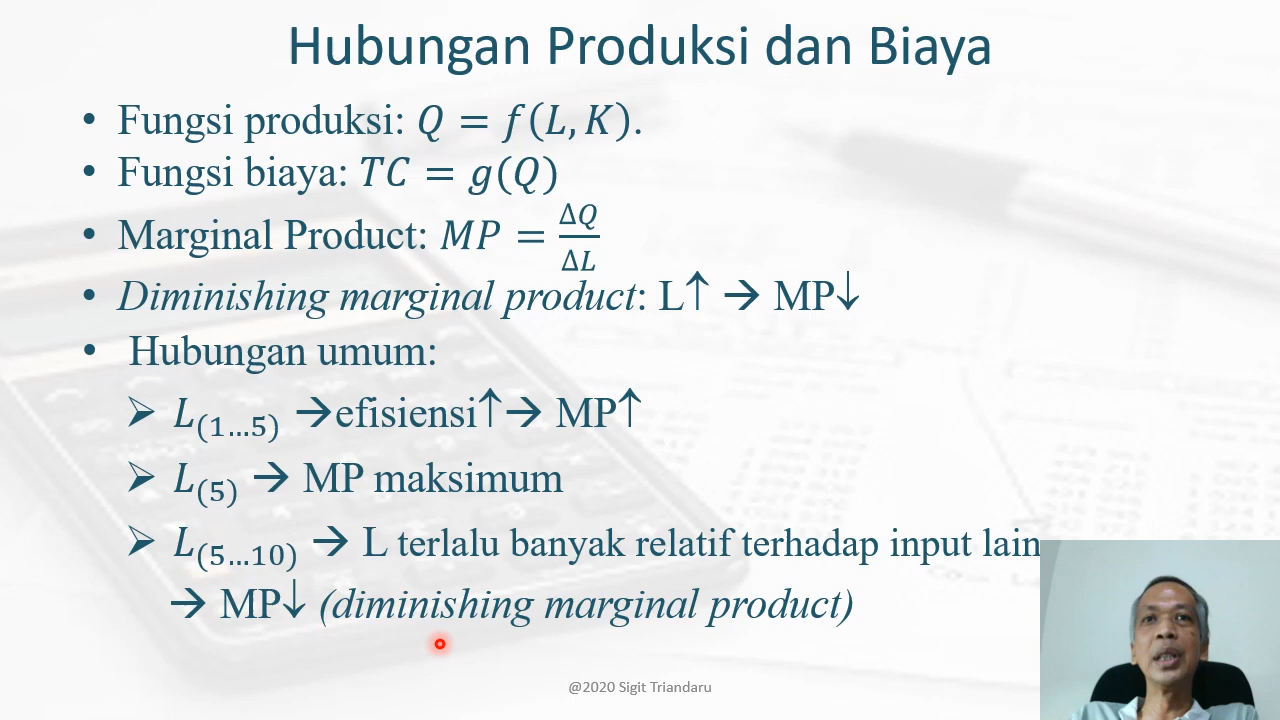 Hubungan Produksi dan Biaya
• Fungsi produksi: Q = f(L, K).
• Fungsi biaya: TC = g(Q)
• Marginal Product: MP = ΔQ/ΔL
• Diminishing marginal product: L↑ → MP↓
• Hubungan umum:
➢ L(1…5) →efisiensi↑→ MP↑
➢ L(5) → MP maksimum
➢ L(5…10) → L terlalu banyak relatif terhadap input lain
→ MP↓ (diminishing marginal product)
@2020 Sigit Triandaru